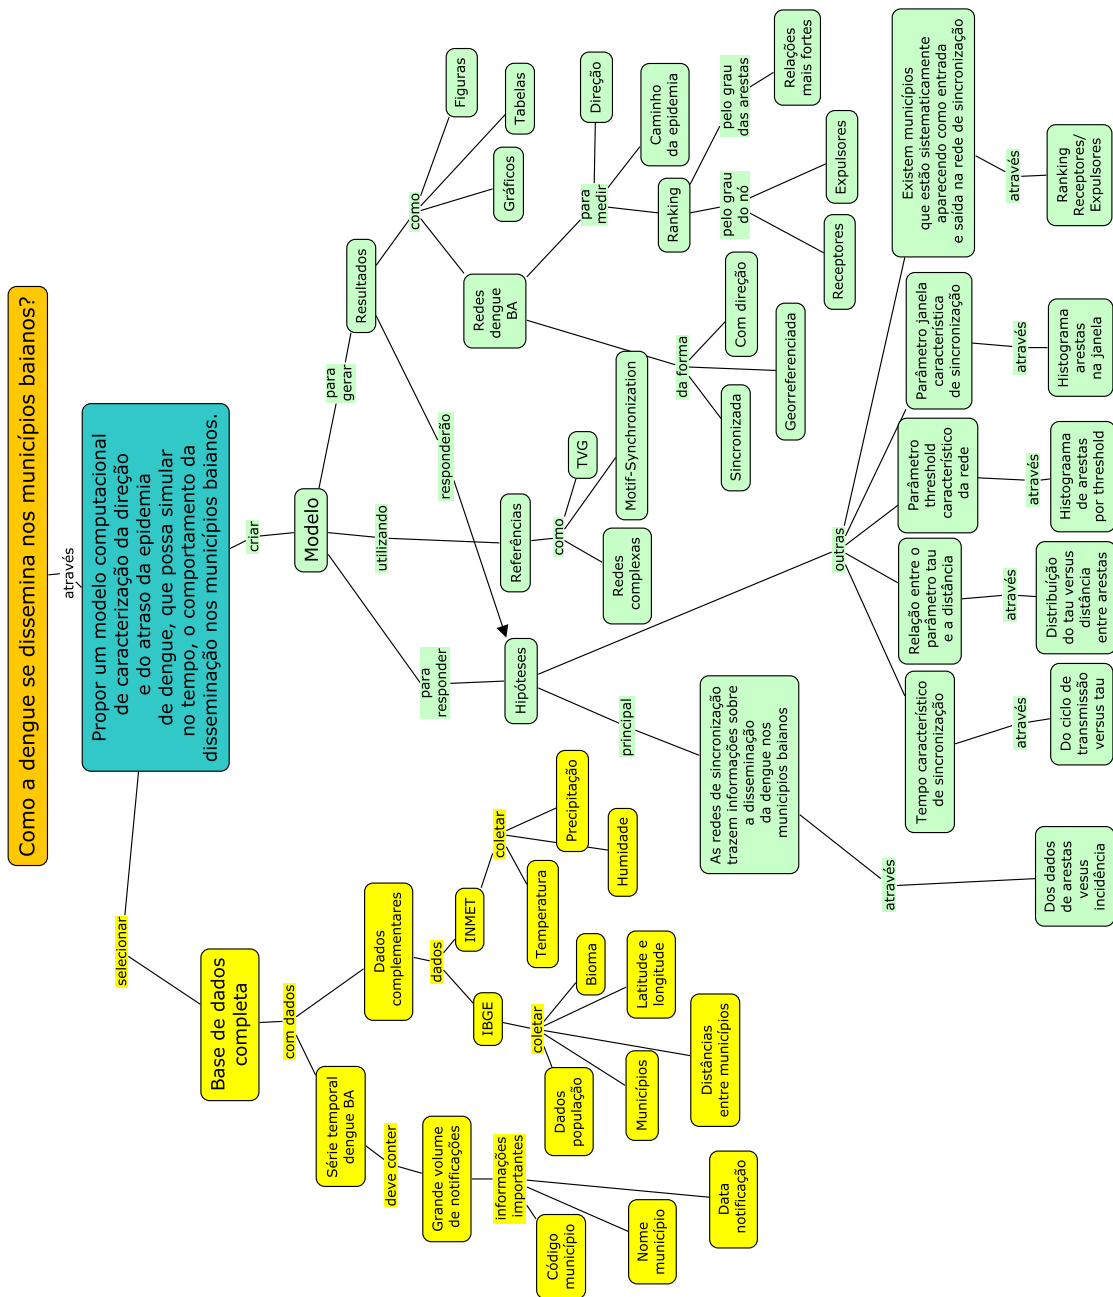 Como a dengue se dissemina nos municípios baianos?
através
Propor um modelo computacional
de caracterização da direção
e do atraso da epidemia
de dengue, que possa simular
no tempo, o comportamento da
disseminação nos municípios baianos.
selecionar
criar
Base de dados
completa
com dados
Série temporal
dengue BA
deve conter
Grande volume
de notificações
informações
importantes
Código
município
Nome
município
Data
notificação
Dados
complementares
dados
IBGE
coletar
Dados
população
Municípios
Distâncias
entre municípios
Latitude e
longitude
Bioma
INMET
coletar
Temperatura
Humidade
Precipitação
Modelo
para
responder
utilizando
para
gerar
Hipóteses
principal
As redes de sincronização
trazem informações sobre
a disseminação
da dengue nos
municipios baianos
através
Dos dados
de arestas
vesus
incidência
outras
Tempo característico
de sincronização
através
Do ciclo de
transmissão
versus tau
Relação entre o
parâmetro tau
e a distância
através
Distribuíção
do tau versus
distância
entre arestas
Parâmetro
threshold
característico
da rede
através
Histograama
de arestas
por threshold
Parâmetro janela
característica
de sincronização
através
Histograma
arestas
na janela
Existem municípios
que estão sistematicamente
aparecendo como entrada
e saída na rede de sincronização
através
Ranking
Receptores/
Expulsores
Referências
como
Redes
complexas
Motif-Synchronization
TVG
Resultados
responderão
como
Redes
dengue
BA
Gráficos
Tabelas
Figuras
da forma
Sincronizada
Georreferenciada
Com direção
para
medir
Ranking
Caminho
da epidemia
Direção
pelo grau
do nó
Receptores
Expulsores
pelo grau
das arestas
Relações
mais fortes